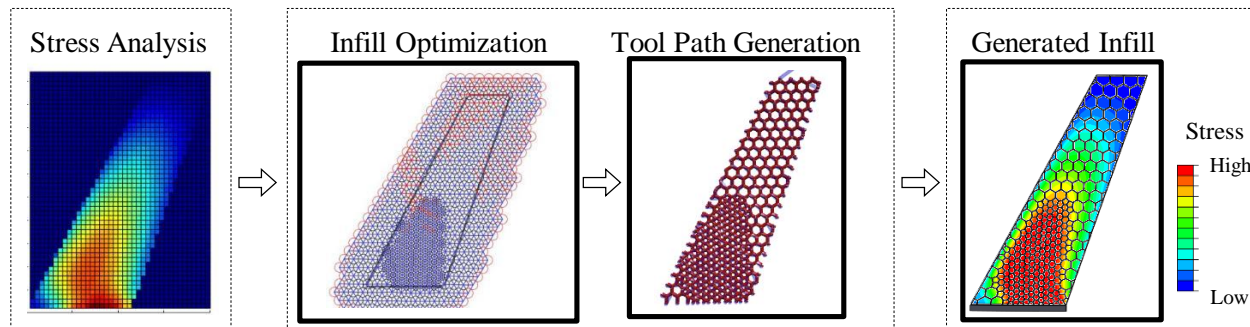 Stress Analysis
Infill Optimization
Tool Path Generation
Generated Infill
Stress
High
Low